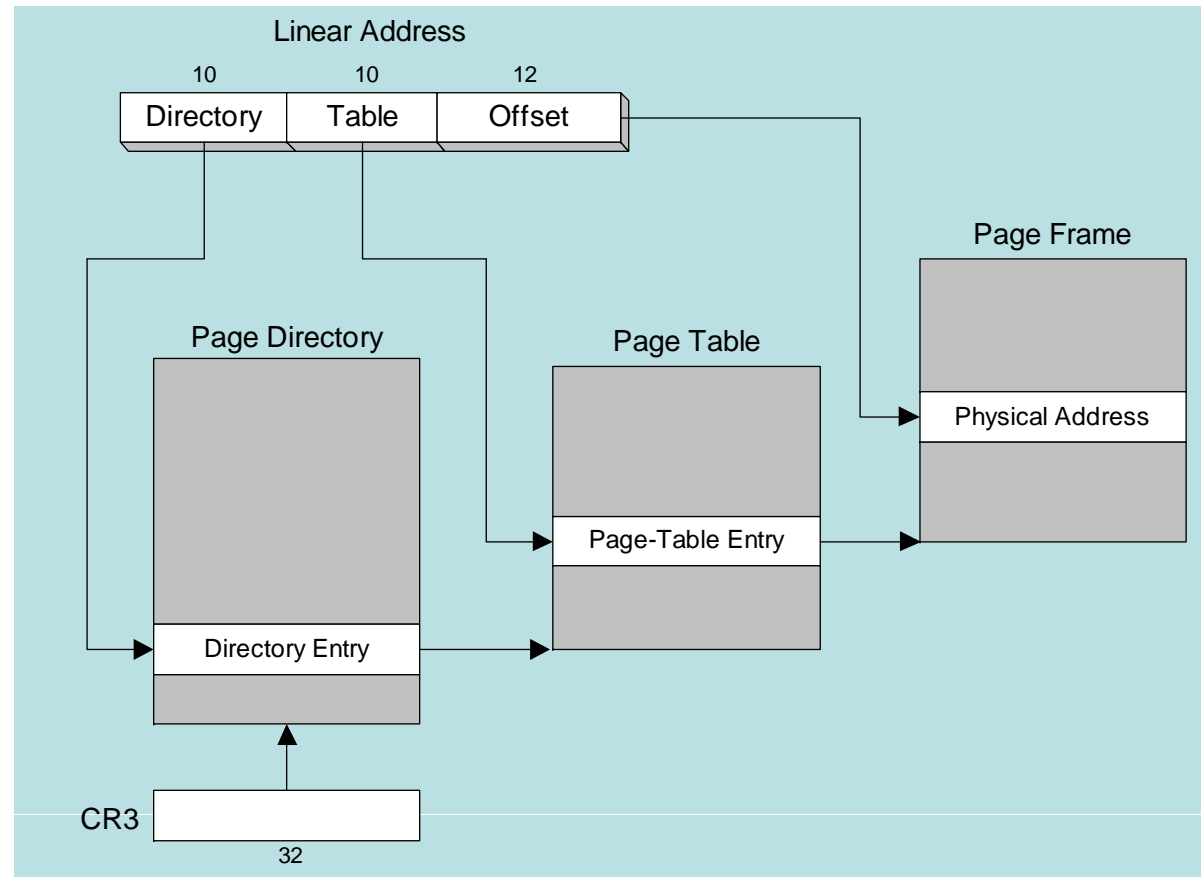 Linear Address
10 10 12
Directory Table Offset
Page Frame
Page Directory
Page Table
Physical Address
Page-Table Entry
Directory Entry
CR3
32